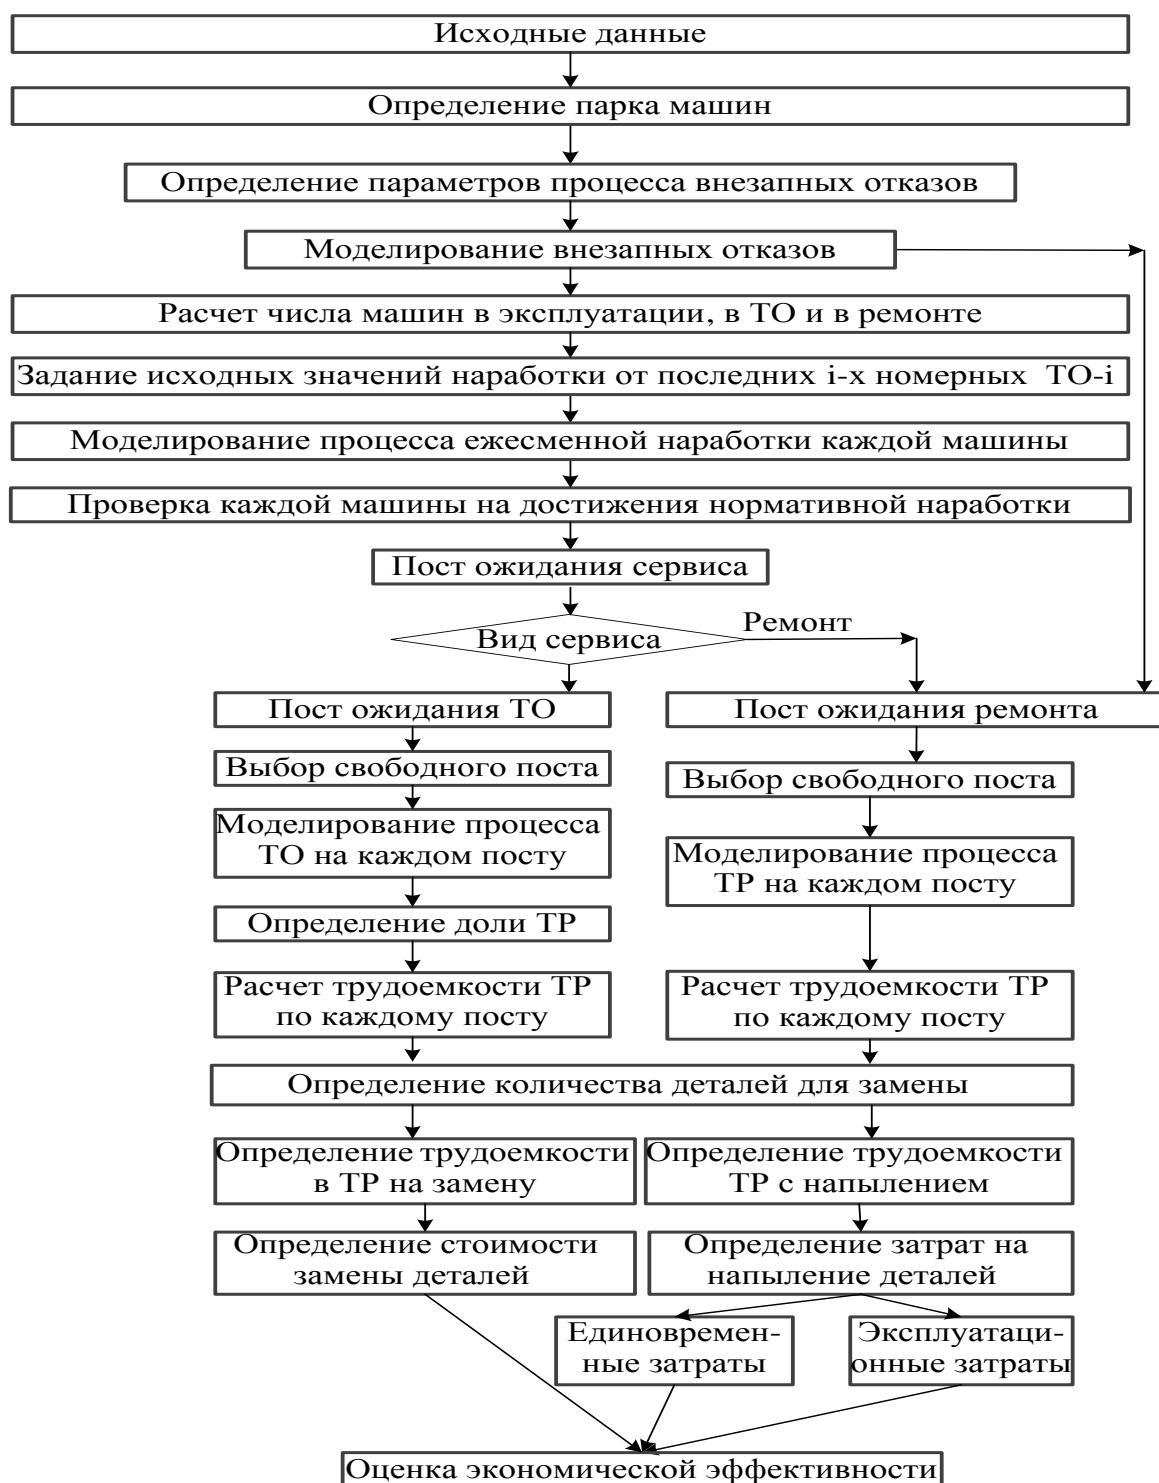 Исходные данные
Определение парка машин
Определение параметров процесса внезапных отказов
Моделирование внезапных отказов
Расчет числа машин в эксплуатации, в ТО и в ремонте
Задание исходных значений наработки от последних i-х номерных ТО-i
Моделирование процесса ежесменной наработки каждой машины
Проверка каждой машины на достижения нормативной наработки
Пост ожидания сервиса
Вид сервиса
Ремонт
Пост ожидания ТО
Выбор свободного поста
Моделирование процесса
ТО на каждом посту
Определение доли ТР
Расчет трудоемкости ТР
по каждому посту
Пост ожидания ремонта
Выбор свободного поста
Моделирование процесса
ТР на каждом посту
Расчет трудоемкости ТР
по каждому посту
Определение количества деталей для замены
Определение трудоемкости
в ТР на замену
Определение стоимости
замены деталей
Определение трудоемкости
ТР с напылением
Определение затрат на
напыление деталей
Единовремен-
ные затраты
Эксплуатаци-
онные затраты
Оценка экономической эффективности